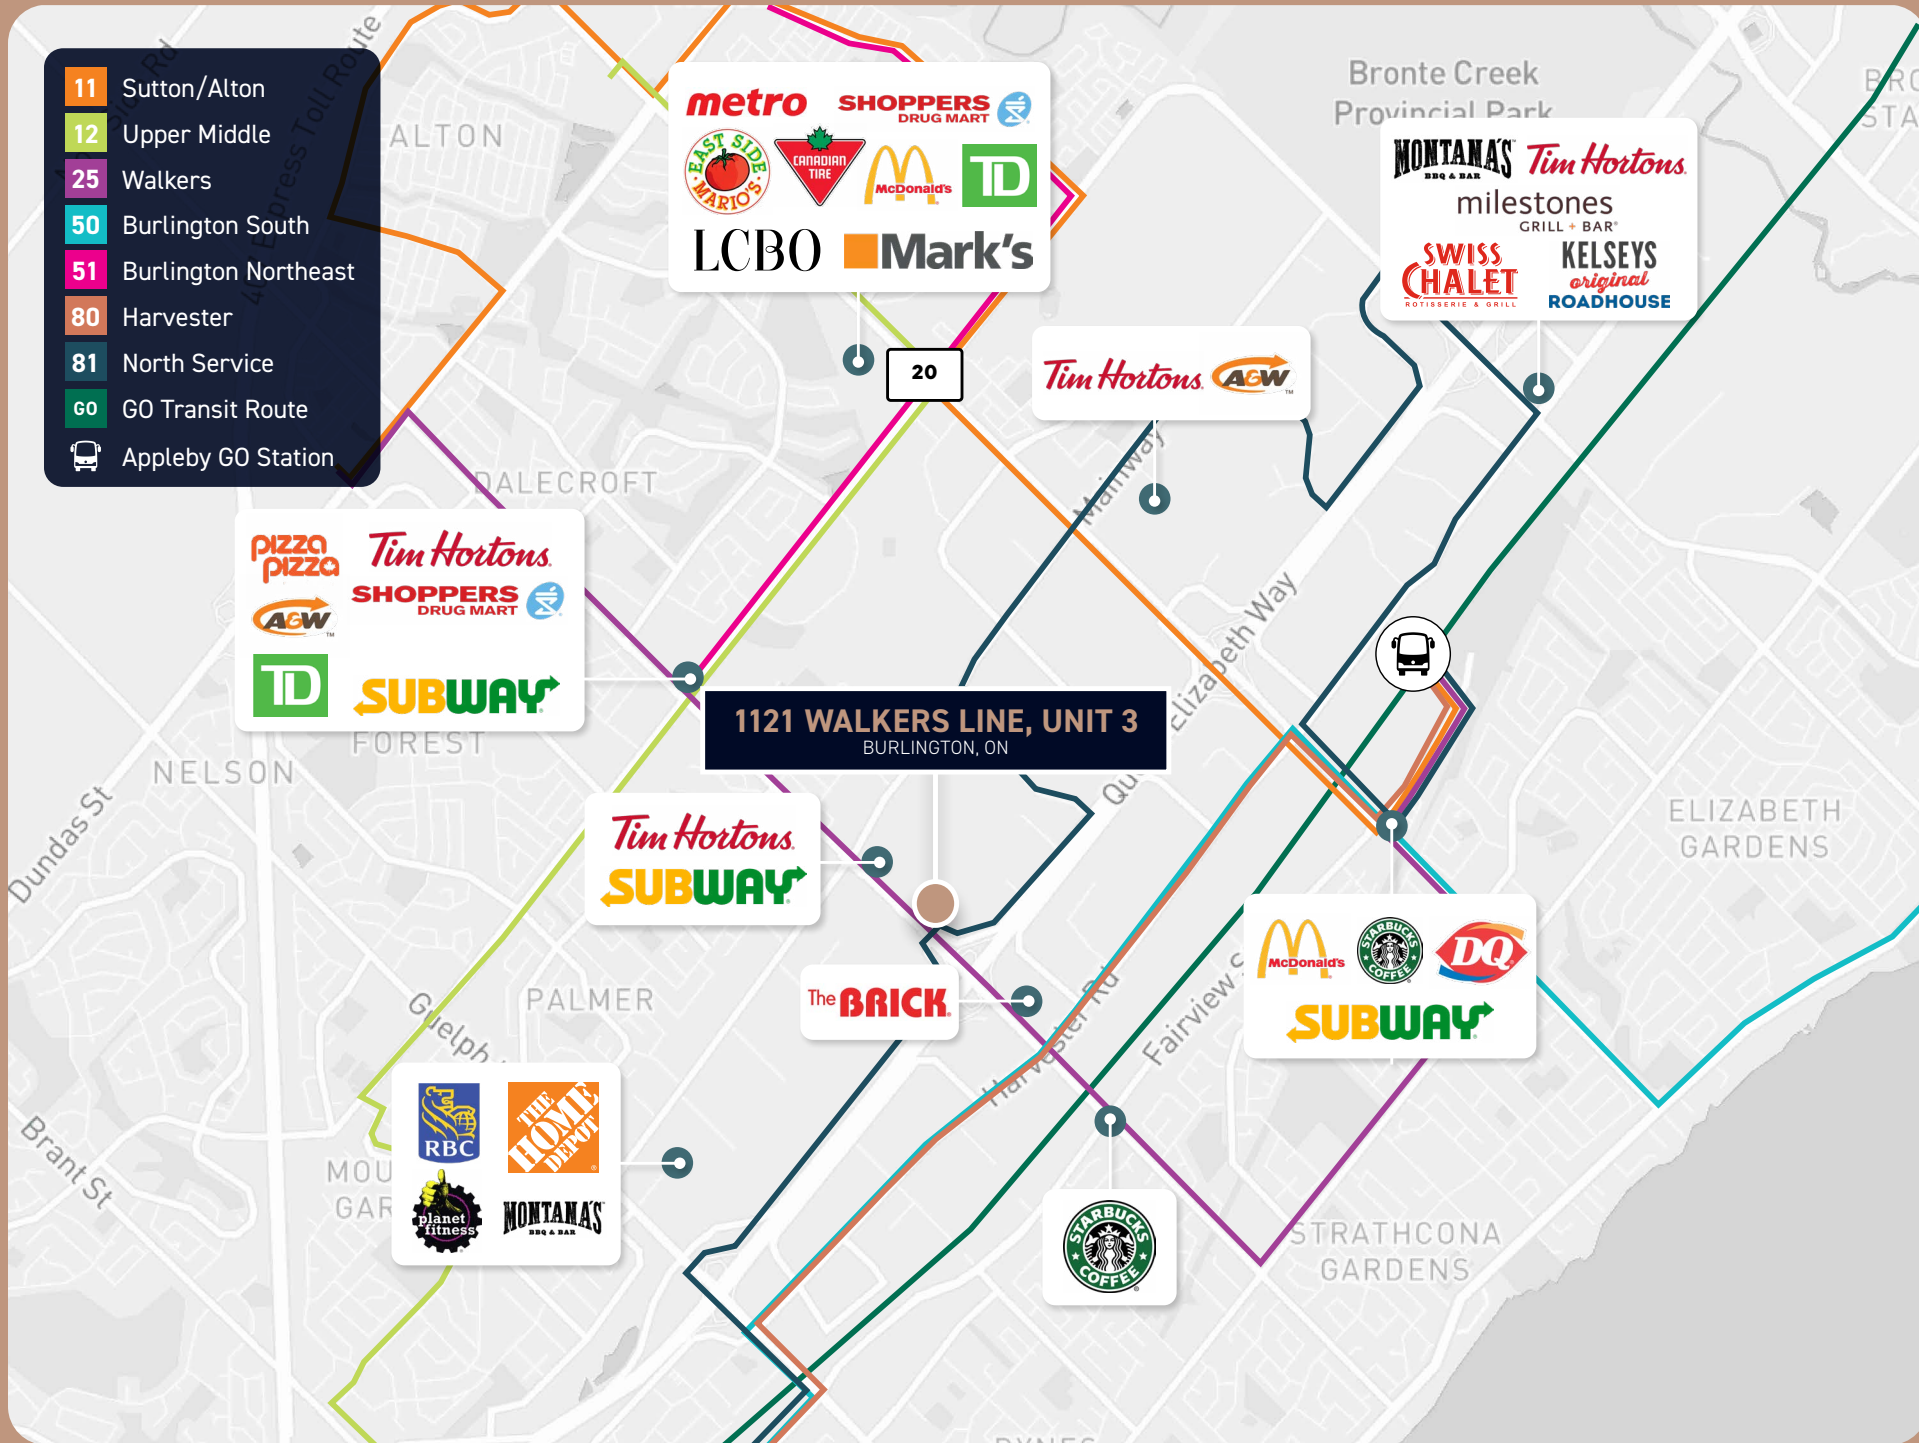 11 Sutton/Alton
12 Upper Middle
25 Walkers
50 Burlington South
51 Burlington Northeast
80 Harvester
81 North Service
GO GO Transit Route
Appleby GO Station
407 Express Toll Route
ALTON
metro SHOPPERS
DRUG MART
EAST SIDE
MARIO'S
CANADIAN
TIRE
McDonald's
TD
LCBO Mark's
20
Bronte Creek
Provincial Park
MONTANA'S
BBQ & BAR
Tim Hortons
milestones
GRILL + BAR
SWISS
CHALET
ROTISSERIE & GRILL
KELSEYS
original
ROADHOUSE
Tim Hortons A&W
Mainway
DALECROFT
pizza
pizza
Tim Hortons
SHOPPERS
DRUG MART
A&W
TD
SUBWAY
FOREST
NELSON
Dundas St
1121 WALKERS LINE, UNIT 3
BURLINGTON, ON
Elizabeth Way
ELIZABETH
GARDENS
Tim Hortons
SUBWAY
The BRICK
PALMER
Guelph
Harvester Rd
Fairview S
McDonald's
STARBUCKS
COFFEE
DQ
SUBWAY
RBC
THE
HOME
DEPOT
planet
fitness
MONTANA'S
BBQ & BAR
Brant St
STARBUCKS
COFFEE
STRATHCONA
GARDENS